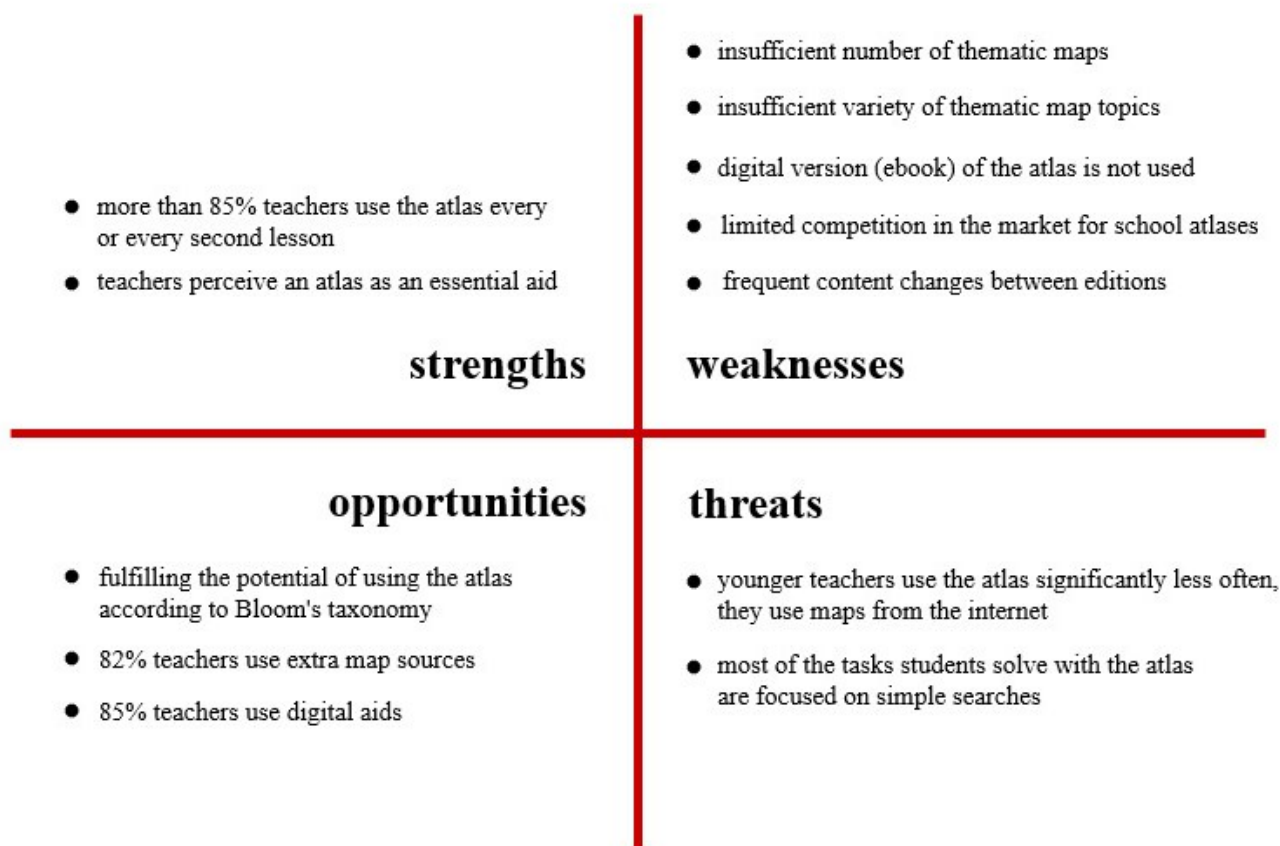 more than 85% teachers use the atlas every
or every second lesson
teachers perceive an atlas as an essential aid
strengths
insufficient number of thematic maps
insufficient variety of thematic map topics
digital version (ebook) of the atlas is not used
limited competition in the market for school atlases
frequent content changes between editions
weaknesses
opportunities
fulfilling the potential of using the atlas
according to Bloom's taxonomy
82% teachers use extra map sources
85% teachers use digital aids
threats
younger teachers use the atlas significantly less often,
they use maps from the internet
most of the tasks students solve with the atlas
are focused on simple searches